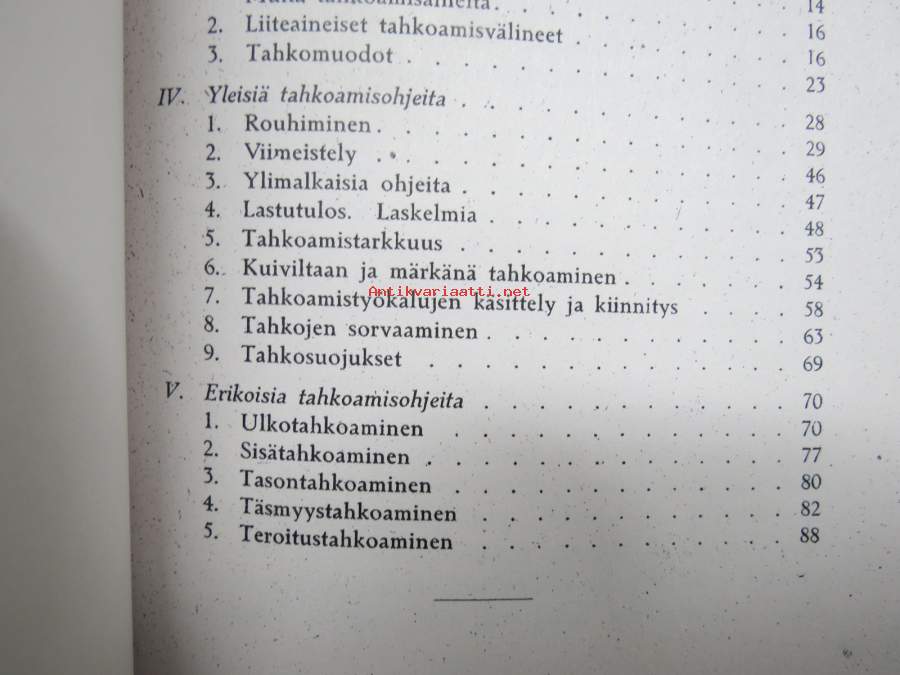 14
Muita tahkoamisaineita. 16
2. Liiteaineiset tahkoamisvälineet 16
3. Tahkomuodot 23
IV. Yleisiä tahkoamisohjeita 28
1. Rouhiminen 29
2. Viimeistely 46
3. Ylimalkaisia ohjeita 47
4. Lastutulos. Laskelmia 48
5. Tahkoamistarkkuus 53
6. Kuiviltaan ja märkänä tahkoaminen 54
Antikvariaatti.net
7. Tahkoamistyökalujen käsittely ja kiinnitys 58
8. Tahkojen sorvaaminen 63
9. Tahkosuojukset 69
V. Erikoisia tahkoamisohjeita 70
1. Ulkotahkoaminen 70
2. Sisätahkoaminen 77
3. Tasontahkoaminen 80
4. Täsmyystahkoaminen 82
5. Teroitustahkoaminen 88